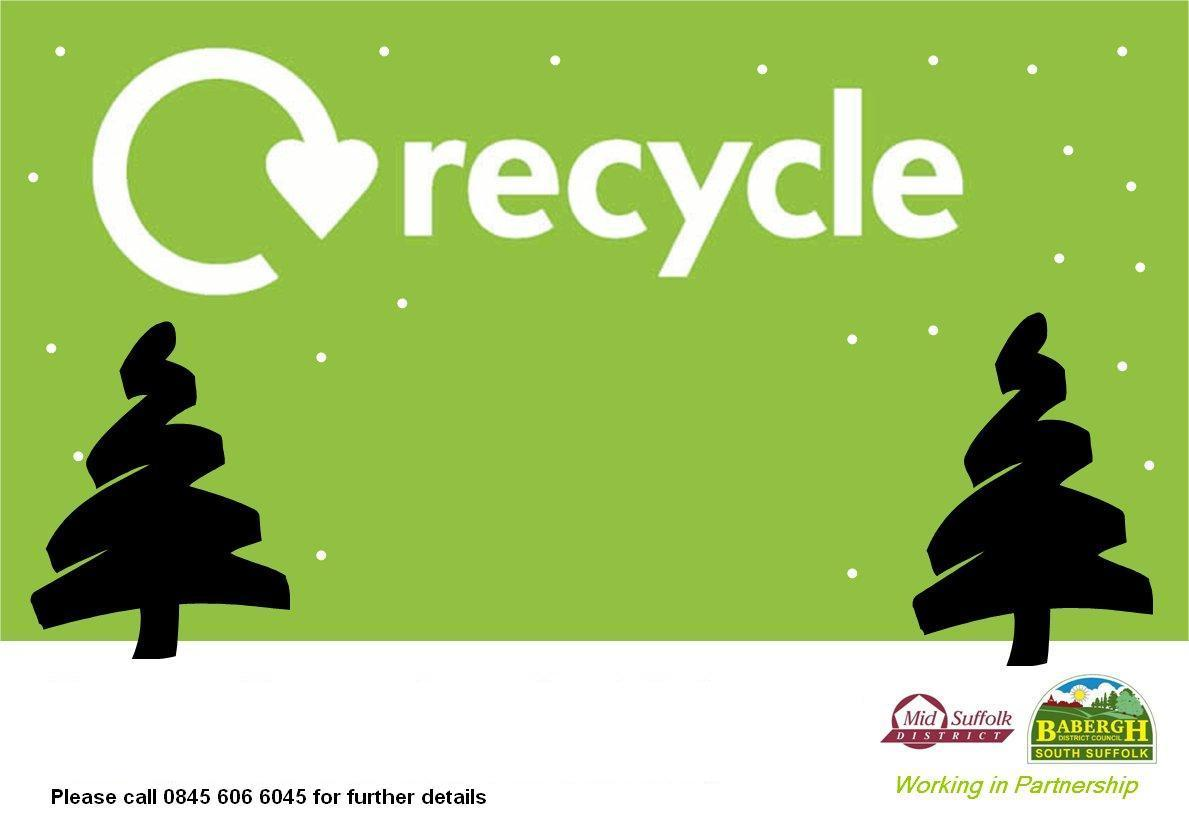 recycle
Mid Suffolk
DISTRICT
BABERGH
DISTRICT COUNCIL
SOUTH SUFFOLK
Working in Partnership
Please call 0845 606 6045 for further details